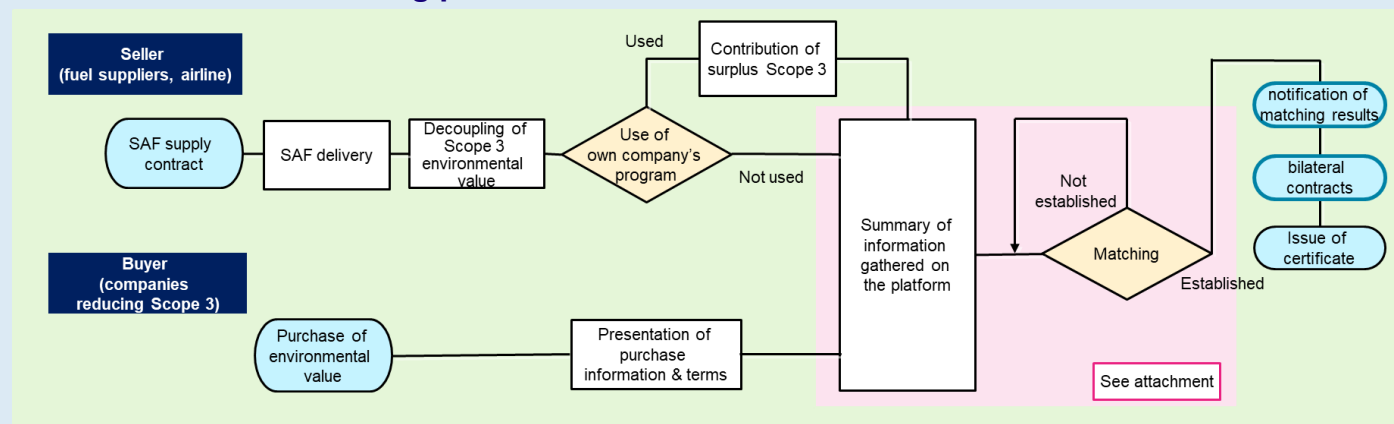 Seller
(fuel suppliers, airline)
SAF supply
contract
SAF delivery
Decoupling of
Scope 3
environmental
value
Use of
own company's
program
Used
Contribution of
surplus Scope 3
Not used
Summary of
information
gathered on
the platform
Not
established
Matching
Established
notification of
matching results
bilateral
contracts
Issue of
certificate
Buyer
(companies
reducing Scope 3)
Purchase of
environmental
value
Presentation of
purchase
information & terms
See attachment